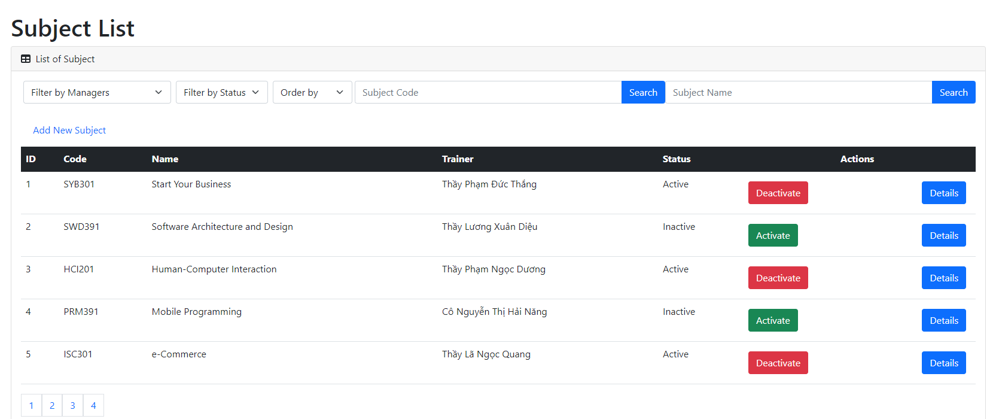 Subject List
List of Subject
Filter by Managers Filter by Status Order by Subject Code Search Subject Name Search
Add New Subject
ID Code Name Trainer Status Actions
1 SYB301 Start Your Business Thầy Phạm Đức Thắng Active Deactivate Details
2 SWD391 Software Architecture and Design Thầy Lương Xuân Diệu Inactive Activate Details
3 HCI201 Human-Computer Interaction Thầy Phạm Ngọc Dương Active Deactivate Details
4 PRM391 Mobile Programming Cô Nguyễn Thị Hải Năng Inactive Activate Details
5 ISC301 e-Commerce Thầy Lã Ngọc Quang Active Deactivate Details
1 2 3 4